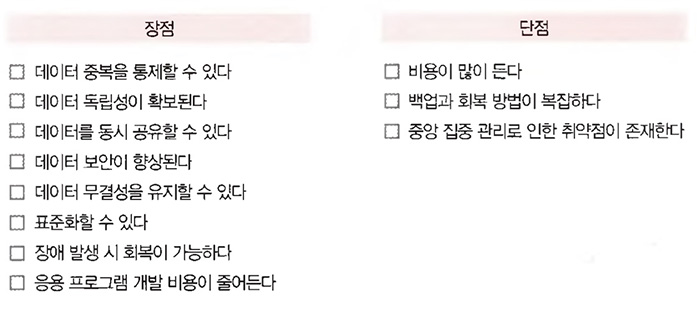 장점
데이터 중복을 통제할 수 있다
데이터 독립성이 확보된다
데이터를 동시 공유할 수 있다
데이터 보안이 향상된다
데이터 무결성을 유지할 수 있다
표준화할 수 있다
장애 발생 시 회복이 가능하다
응용 프로그램 개발 비용이 줄어든다
단점
비용이 많이 든다
백업과 회복 방법이 복잡하다
중앙 집중 관리로 인한 취약점이 존재한다